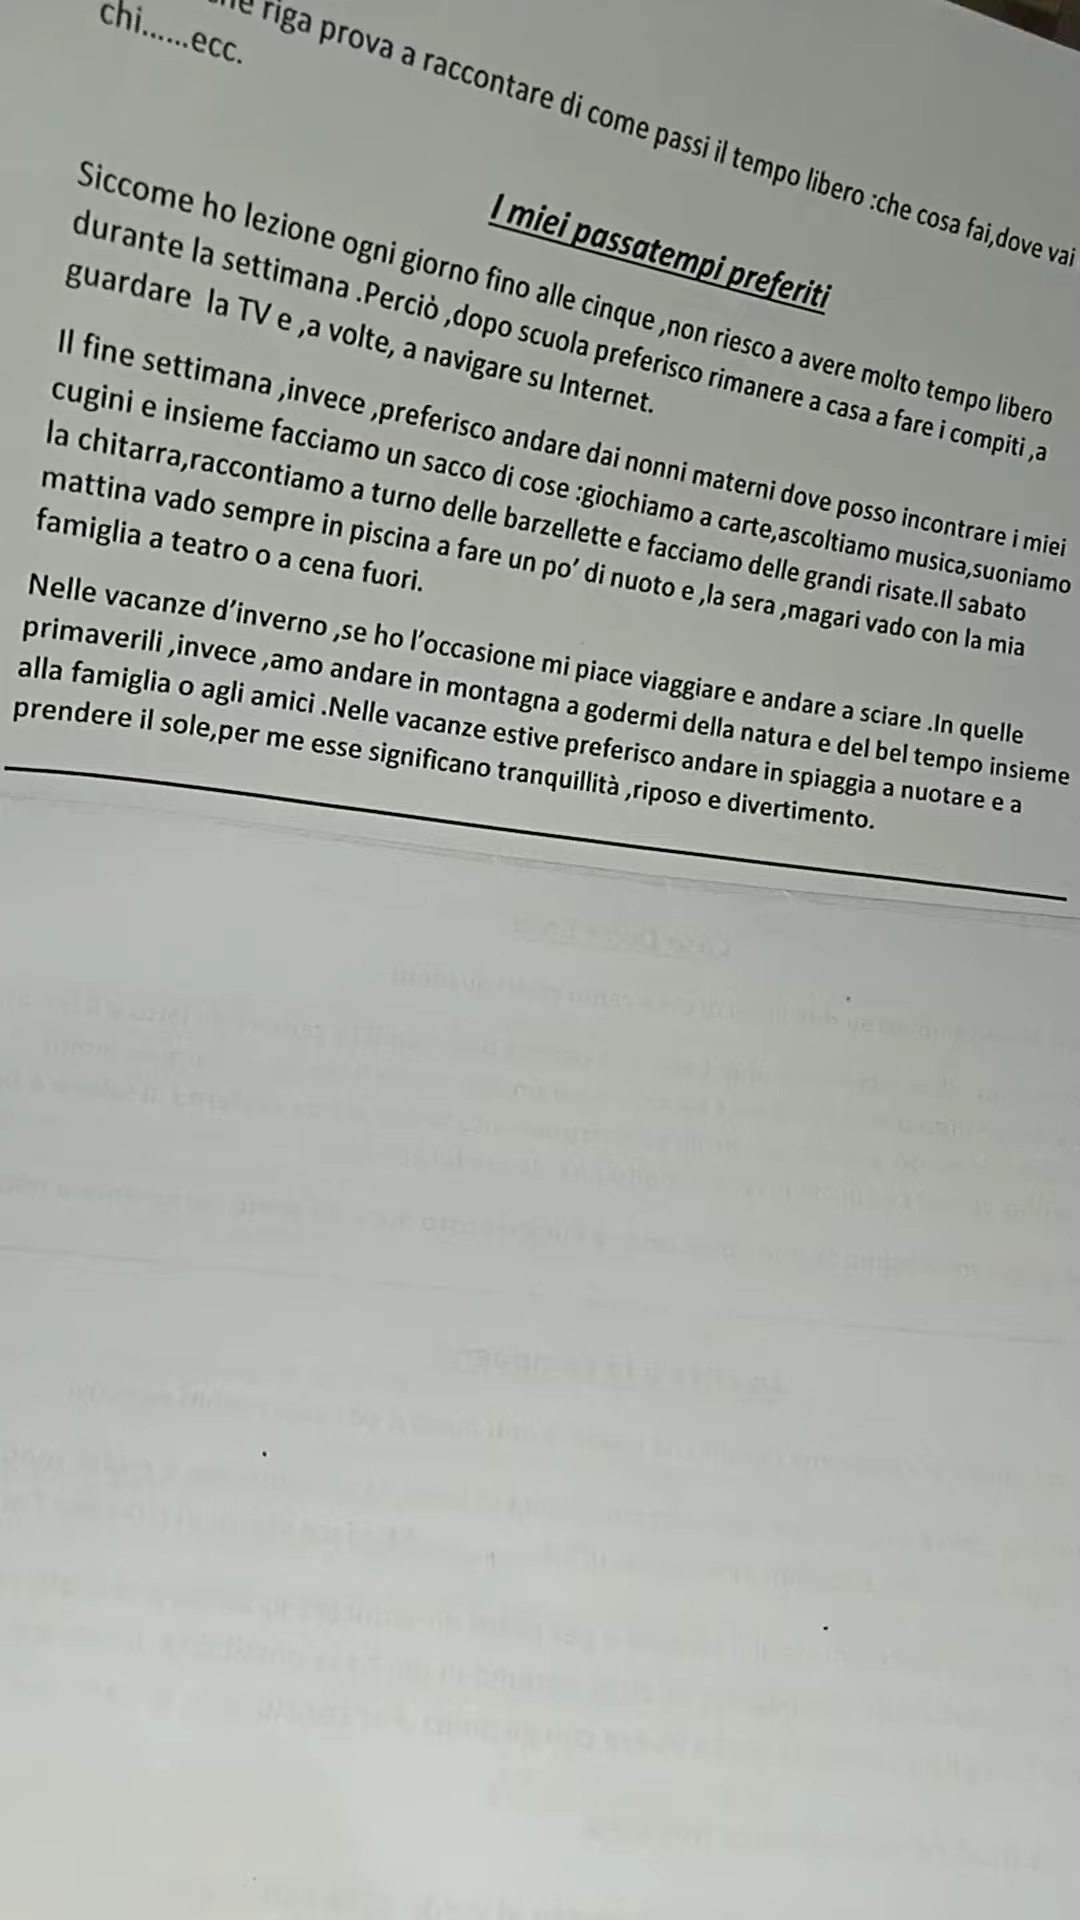 riga prova a raccontare di come passi il tempo libero :che cosa fai,dove vai
chi......ecc.
I miei passatempi preferiti
Siccome ho lezione ogni giorno fino alle cinque ,non riesco a avere molto tempo libero
durante la settimana .Perciò ,dopo scuola preferisco rimanere a casa a fare i compiti ,a
guardare la TV e ,a volte, a navigare su Internet.
Il fine settimana ,invece ,preferisco andare dai nonni materni dove posso incontrare i miei
cugini e insieme facciamo un sacco di cose :giochiamo a carte,ascoltiamo musica,suoniamo
la chitarra,raccontiamo a turno delle barzellette e facciamo delle grandi risate.Il sabato
mattina vado sempre in piscina a fare un po’ di nuoto e ,la sera ,magari vado con la mia
famiglia a teatro o a cena fuori.
Nelle vacanze d’inverno ,se ho l’occasione mi piace viaggiare e andare a sciare .In quelle
primaverili ,invece ,amo andare in montagna a godermi della natura e del bel tempo insieme
alla famiglia o agli amici .Nelle vacanze estive preferisco andare in spiaggia a nuotare e a
prendere il sole,per me esse significano tranquillità ,riposo e divertimento.